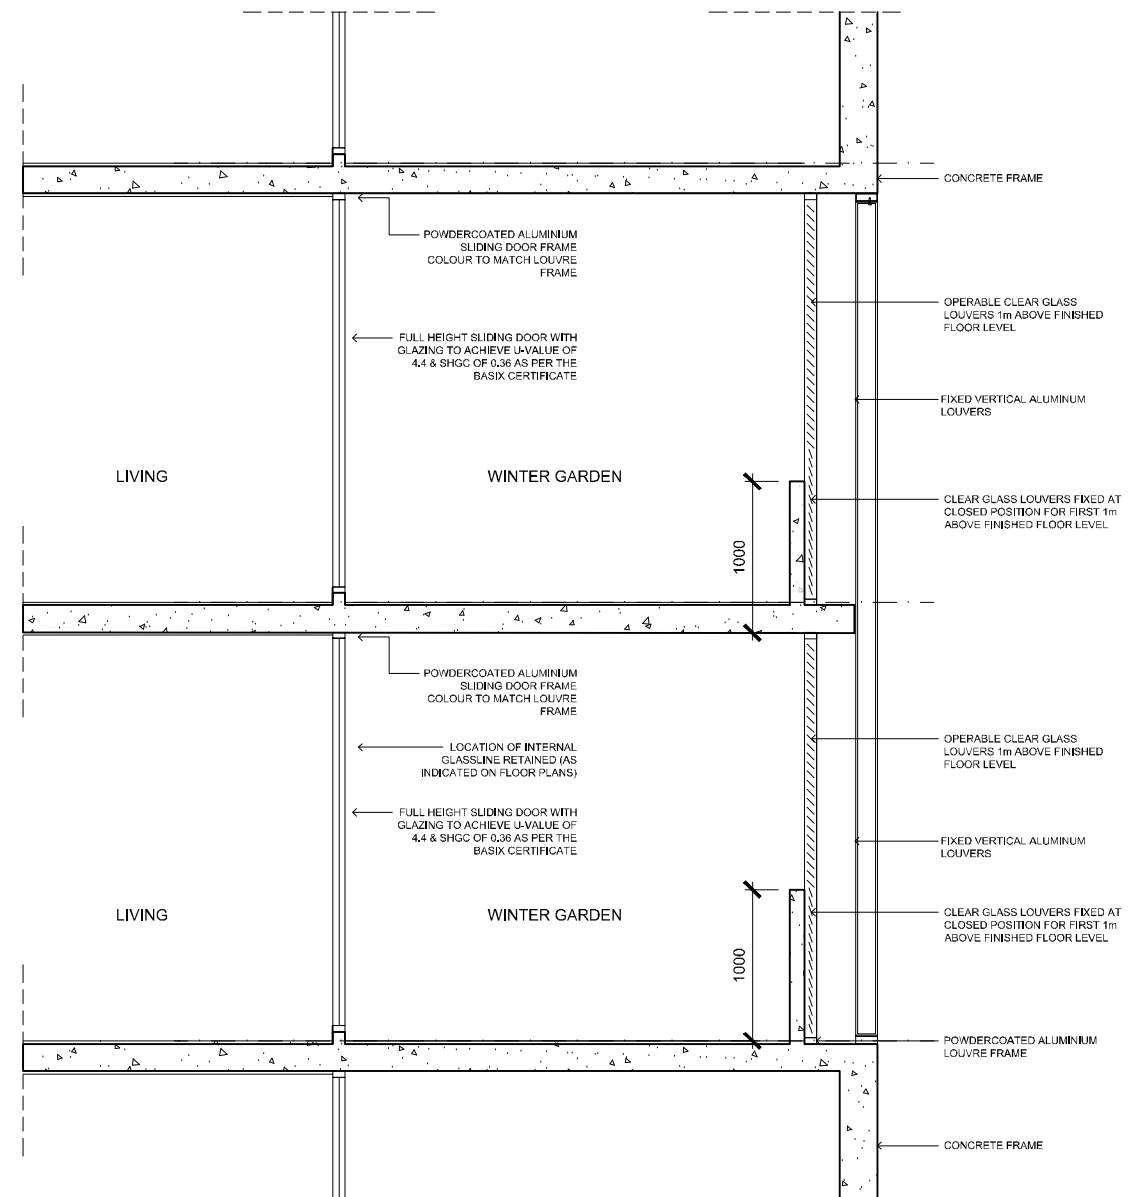 CONCRETE FRAME
POWDERCOATED ALUMINIUM
SLIDING DOOR FRAME
COLOUR TO MATCH LOUVRE
FRAME
OPERABLE CLEAR GLASS
LOUVERS 1m ABOVE FINISHED
FLOOR LEVEL
FULL HEIGHT SLIDING DOOR WITH
GLAZING TO ACHIEVE U-VALUE OF
4.4 & SHGC OF 0.36 AS PER THE
BASIX CERTIFICATE
FIXED VERTICAL ALUMINUM
LOUVERS
LIVING
WINTER GARDEN
CLEAR GLASS LOUVERS FIXED AT
CLOSED POSITION FOR FIRST 1m
ABOVE FINISHED FLOOR LEVEL
1000
POWDERCOATED ALUMINIUM
SLIDING DOOR FRAME
COLOUR TO MATCH LOUVRE
FRAME
LOCATION OF INTERNAL
GLASSLINE RETAINED (AS
INDICATED ON FLOOR PLANS)
OPERABLE CLEAR GLASS
LOUVERS 1m ABOVE FINISHED
FLOOR LEVEL
FULL HEIGHT SLIDING DOOR WITH
GLAZING TO ACHIEVE U-VALUE OF
4.4 & SHGC OF 0.36 AS PER THE
BASIX CERTIFICATE
FIXED VERTICAL ALUMINUM
LOUVERS
LIVING
WINTER GARDEN
CLEAR GLASS LOUVERS FIXED AT
CLOSED POSITION FOR FIRST 1m
ABOVE FINISHED FLOOR LEVEL
1000
POWDERCOATED ALUMINIUM
LOUVRE FRAME
CONCRETE FRAME